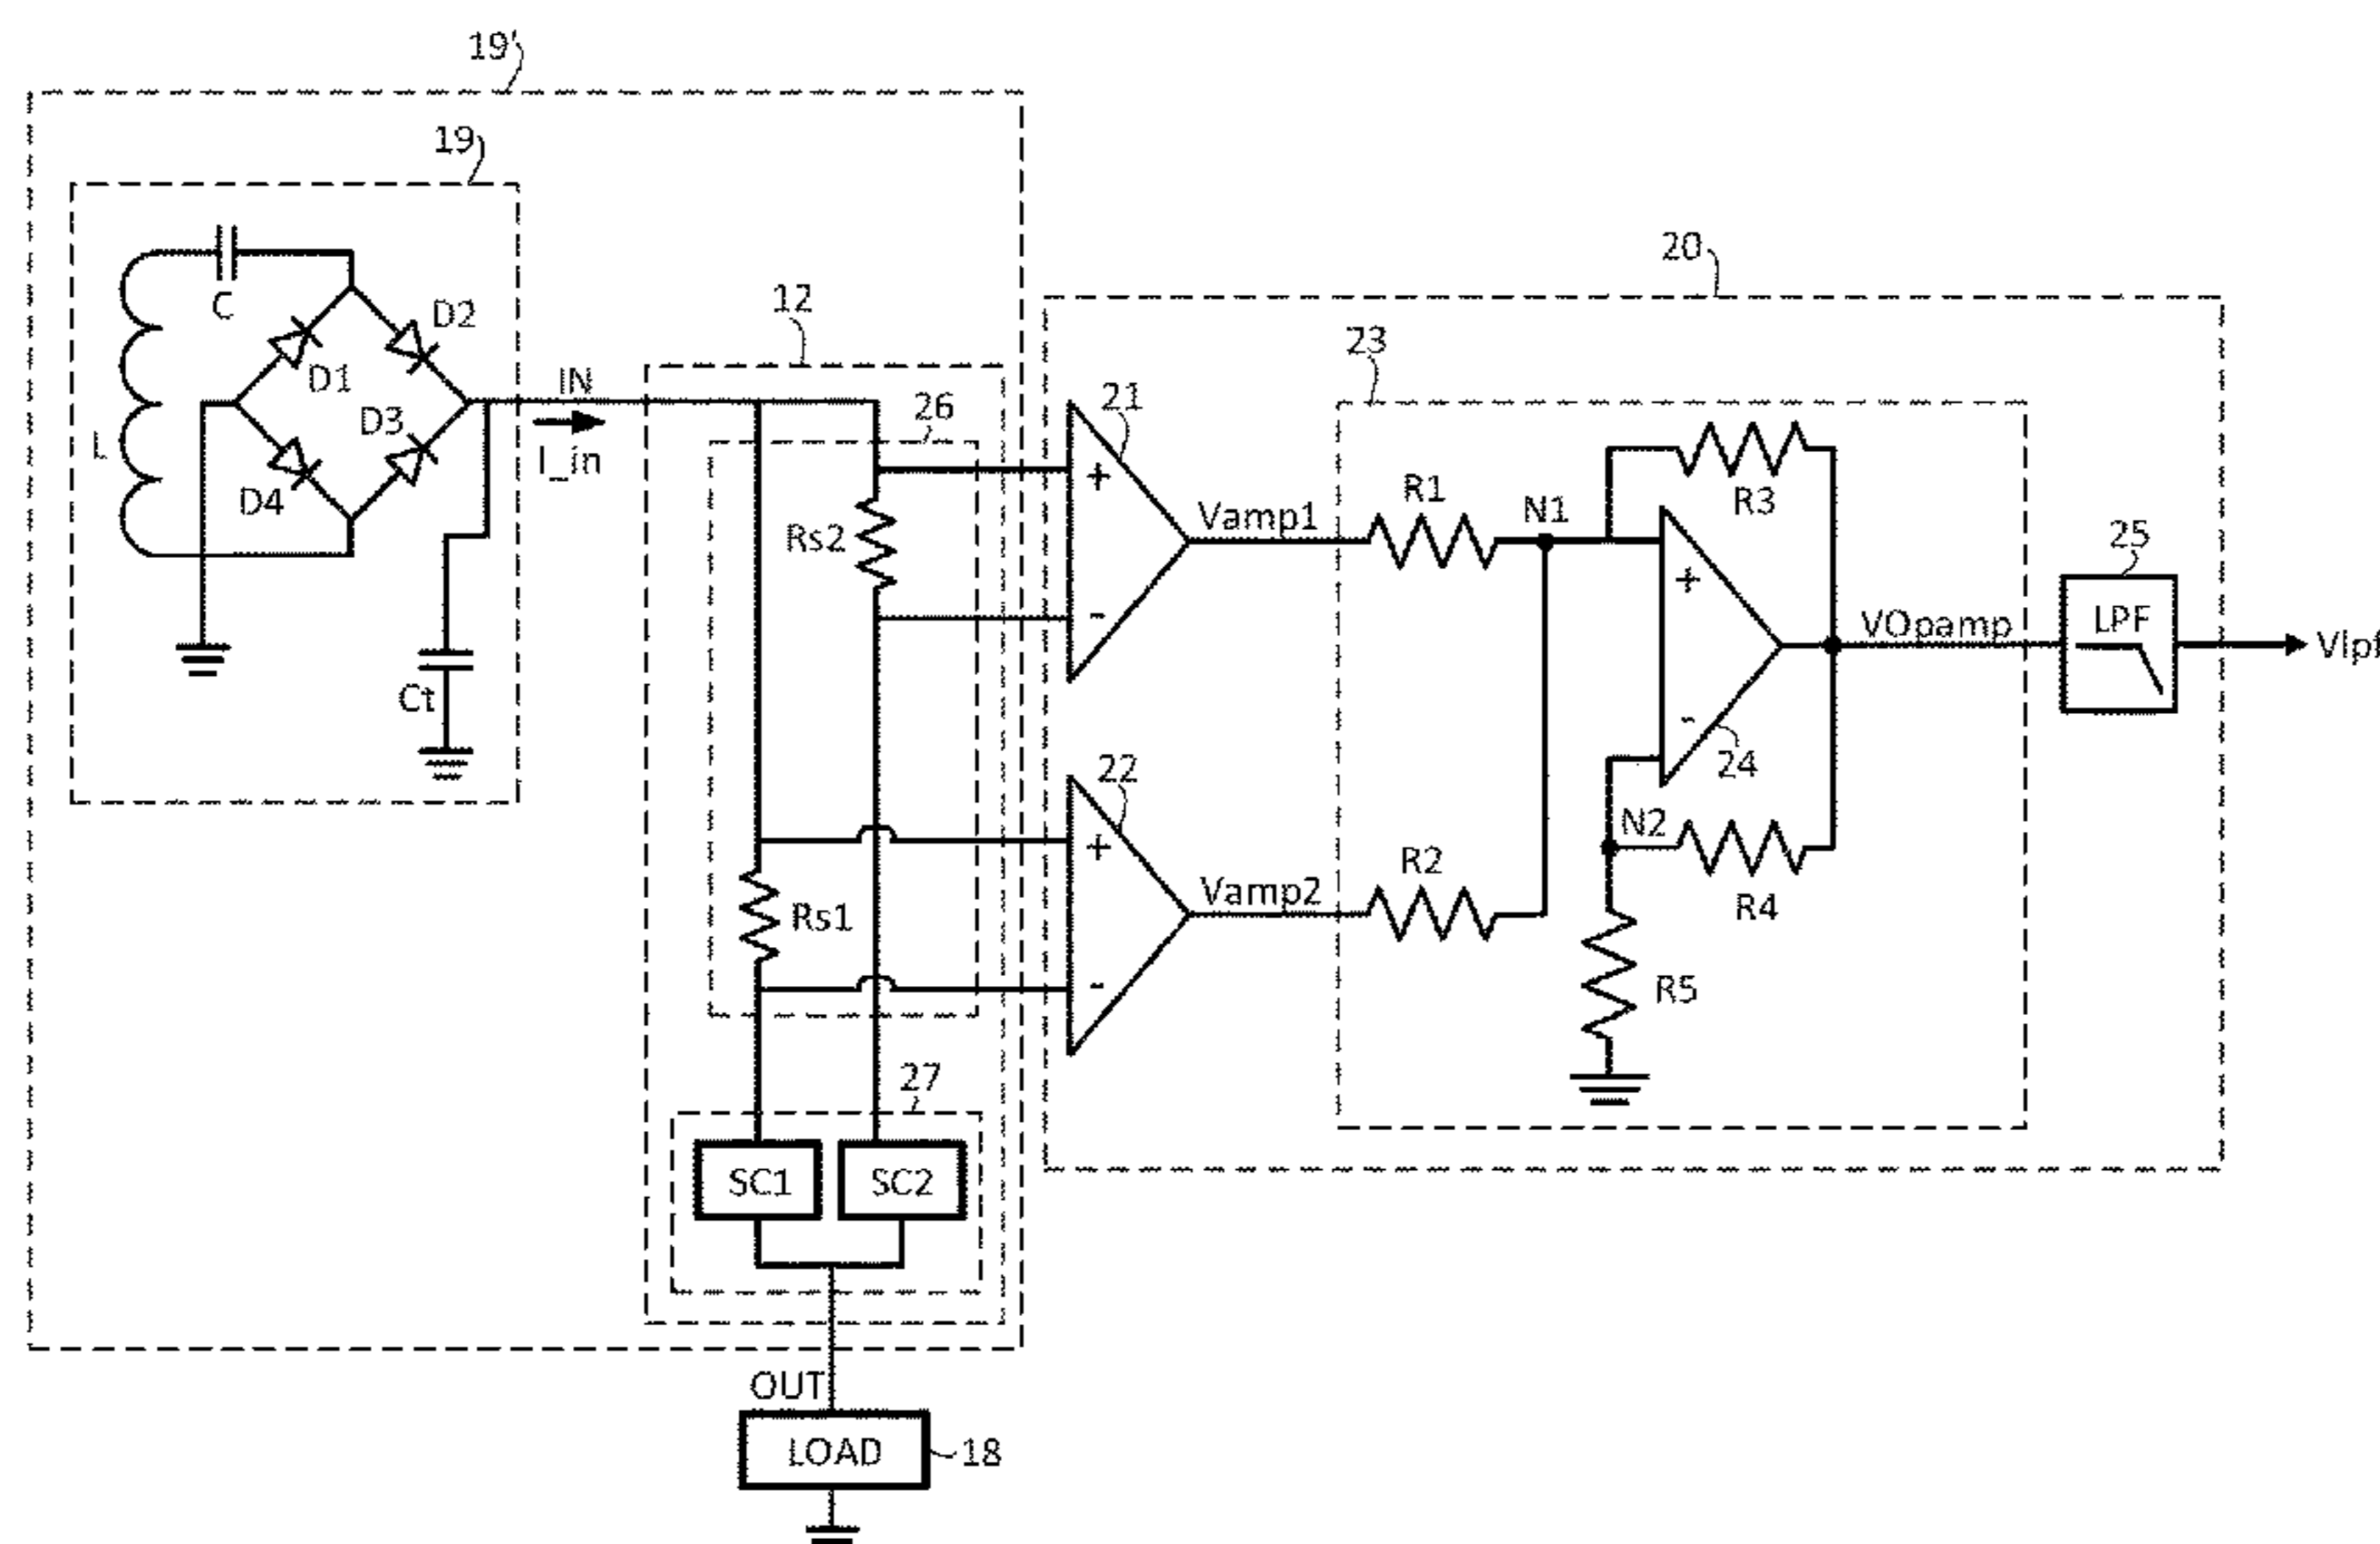 19'
19
C
D2
D1
D3
L
D4
Ct
IN
I_in
12
26
Rs2
Rs1
27
SC1
SC2
OUT
LOAD
18
20
21
+
-
Vamp1
22
+
-
Vamp2
23
R1
N1
R3
R2
+
-
24
N2
R4
R5
VOpamp
25
LPF
Vlpf